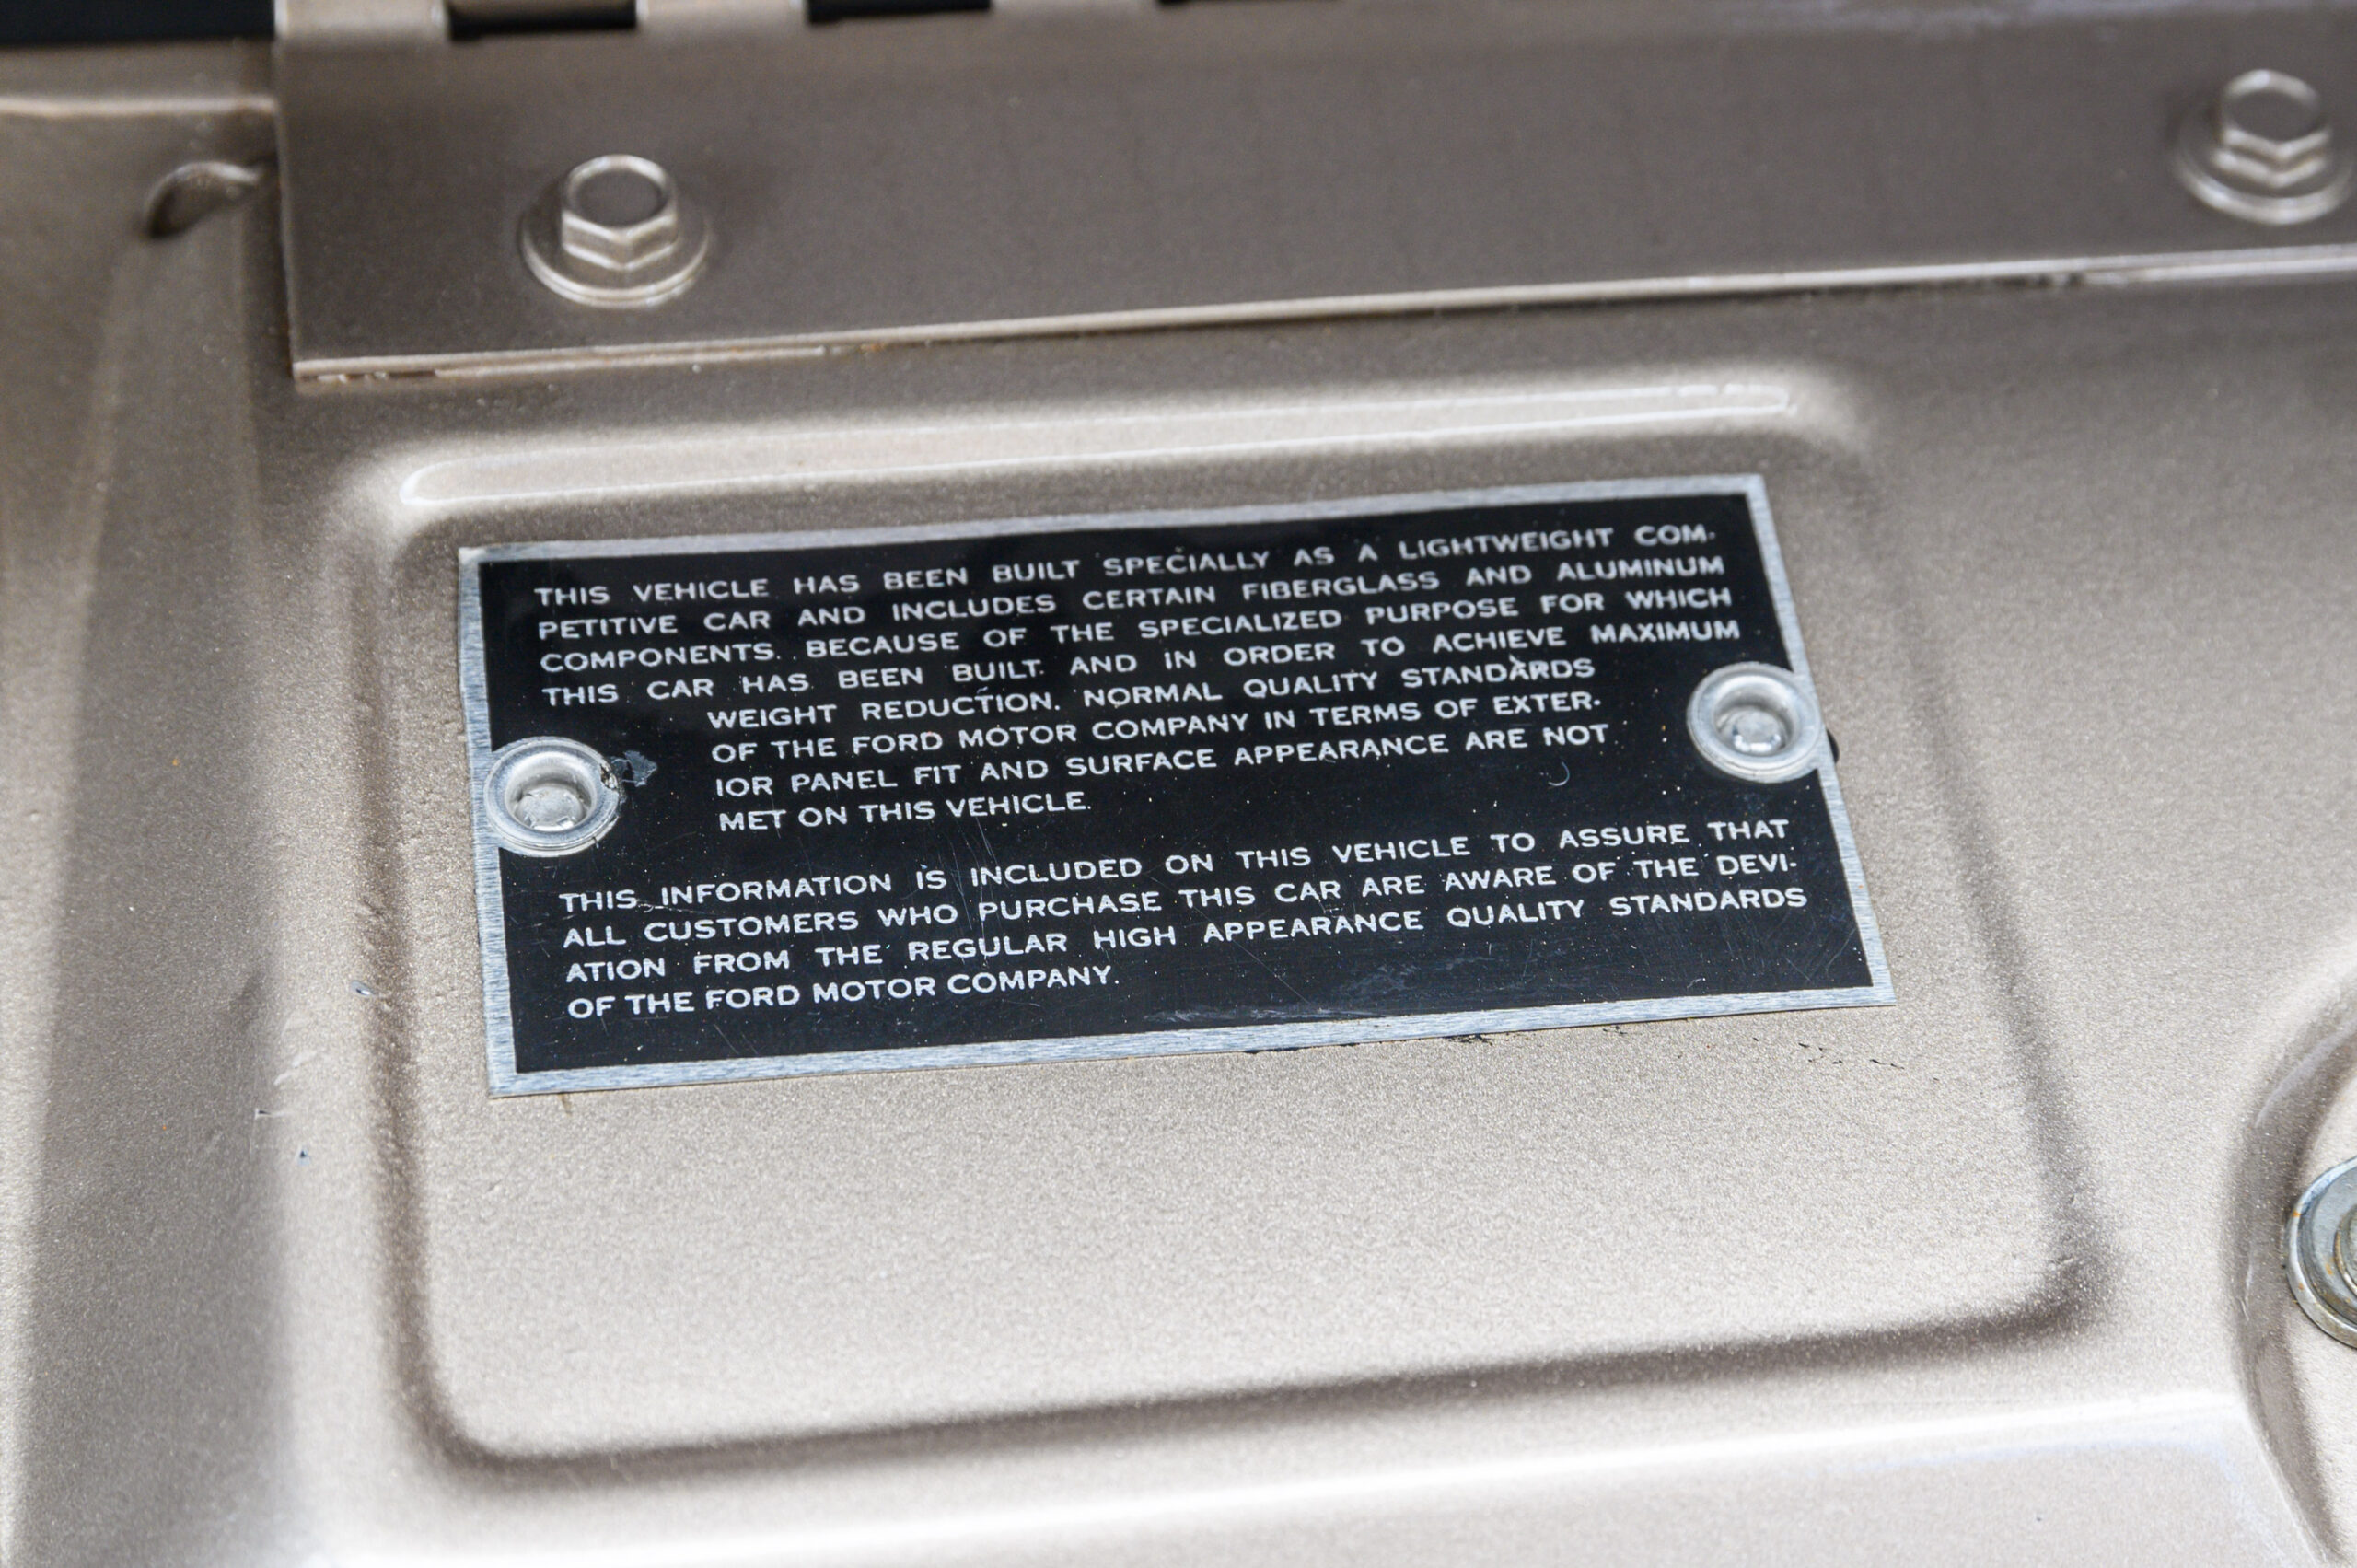 THIS VEHICLE HAS BEEN BUILT SPECIALLY AS A LIGHTWEIGHT COM-
PETITIVE CAR AND INCLUDES CERTAIN FIBERGLASS AND ALUMINUM
COMPONENTS. BECAUSE OF THE SPECIALIZED PURPOSE FOR WHICH
THIS CAR HAS BEEN BUILT. AND IN ORDER TO ACHIEVE MAXIMUM
WEIGHT REDUCTION. NORMAL QUALITY STANDARDS
OF THE FORD MOTOR COMPANY IN TERMS OF EXTER-
IOR PANEL FIT AND SURFACE APPEARANCE ARE NOT
MET ON THIS VEHICLE.
THIS INFORMATION IS INCLUDED ON THIS VEHICLE TO ASSURE THAT
ALL CUSTOMERS WHO PURCHASE THIS CAR ARE AWARE OF THE DEVI-
ATION FROM THE REGULAR HIGH APPEARANCE QUALITY STANDARDS
OF THE FORD MOTOR COMPANY.